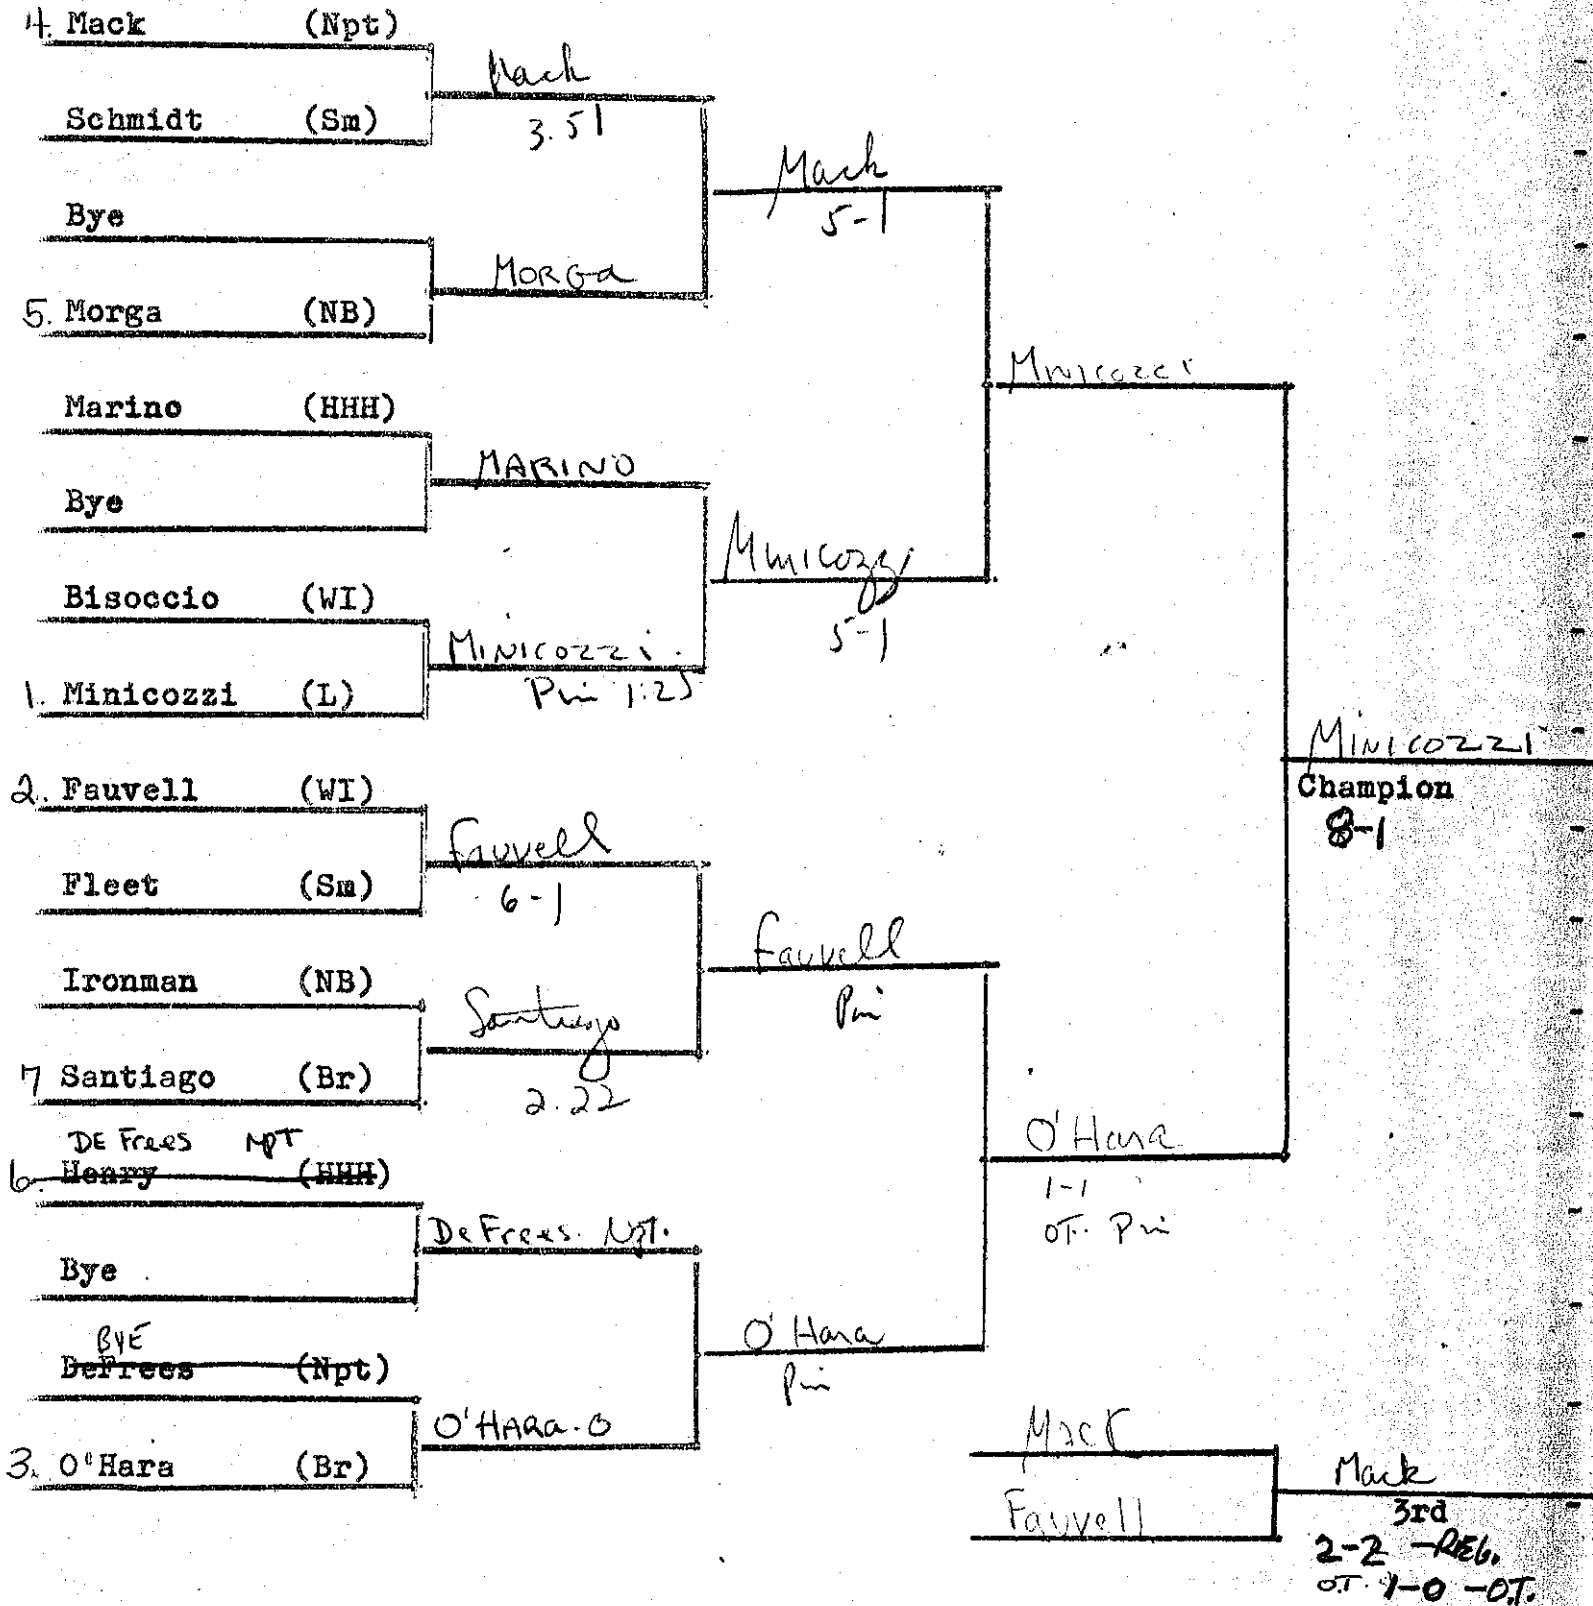 4. Mack (Npt)
Schmidt (Sm)
Bye
5. Morga (NB)
Marino (HHH)
Bye
Bisoccio (WI)
1. Minicozzi (L)
2. Fauvell (WI)
Fleet (Sm)
Ironman (NB)
7 Santiago (Br)
DE Frees NPT
6. Henry (HHH)
Bye
BYE
DeFrees (Npt)
3. O'Hara (Br)
Mack
3.51
MORGa
MARINO
MINICOZZi.
Pin 1:25
Fauvell
6-1
Santiago
2.22
DeFrees. Npt.
O'HARa.O
Mack
5-1
Minicozzi
5-1
Fauvell
Pin
O'Hara
Pin
Minicozzi
O'Hara
1-1
OT. Pin
MINICOZZI
Champion
8-1
Mack
Fauvell
Mack
3rd
2-2 -REG.
OT. 1-0 -O.T.